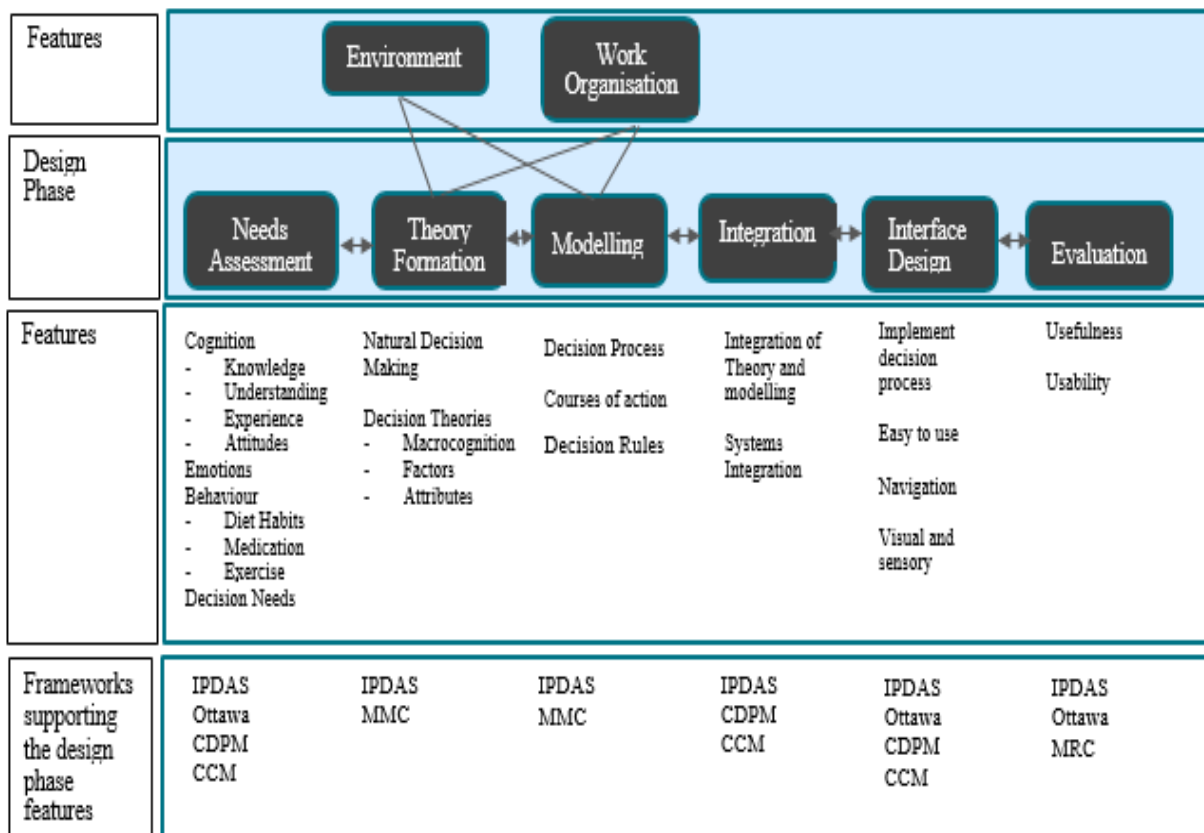 Features
Environment
Work
Organisation
Design
Phase
Needs
Assessment
Theory
Formation
Modelling
Integration
Interface
Design
Evaluation
Features
Cognition
- Knowledge
- Understanding
- Experience
- Attitudes
Emotions
Behaviour
- Diet Habits
- Medication
- Exercise
Decision Needs
Natural Decision
Making
Decision Theories
- Macrocognition
- Factors
- Attributes
Decision Process
Courses of action
Decision Rules
Integration of
Theory and
modelling
Systems
Integration
Implement
decision
process
Easy to use
Navigation
Visual and
sensory
Usefulness
Usability
Frameworks
supporting
the design
phase
features
IPDAS
Ottawa
CDPM
CCM
IPDAS
MMC
IPDAS
MMC
IPDAS
CDPM
CCM
IPDAS
Ottawa
CDPM
CCM
IPDAS
Ottawa
MRC